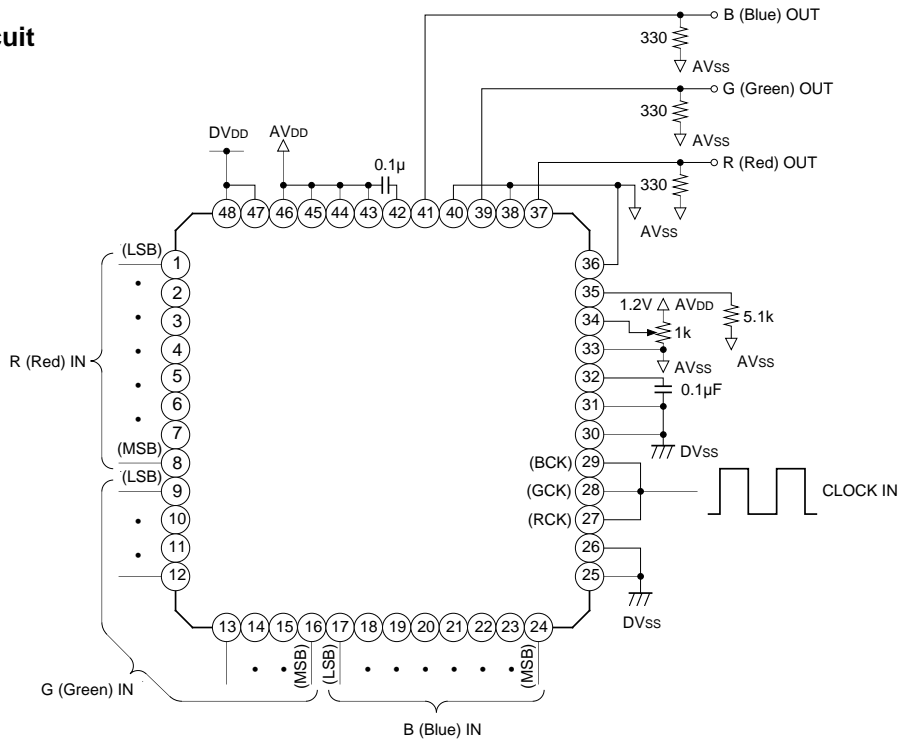 cuit
B (Blue) OUT
330
AVSS
G (Green) OUT
330
AVSS
R (Red) OUT
330
AVSS
DVDD
AVDD
0.1µ
48 47 46 45 44 43 42 41 40 39 38 37
(LSB)
1
2
3
4
5
6
7
(MSB) 8
R (Red) IN
(LSB) 9
10
11
12
13 14 15 16 17 18 19 20 21 22 23 24
(MSB) (LSB) (MSB)
G (Green) IN
B (Blue) IN
36
35
34
33
32
31
30
(BCK) 29
(GCK) 28
(RCK) 27
26
25
1.2V AVDD
1k
5.1k
AVSS
AVSS
0.1µF
DVSS
CLOCK IN
DVSS